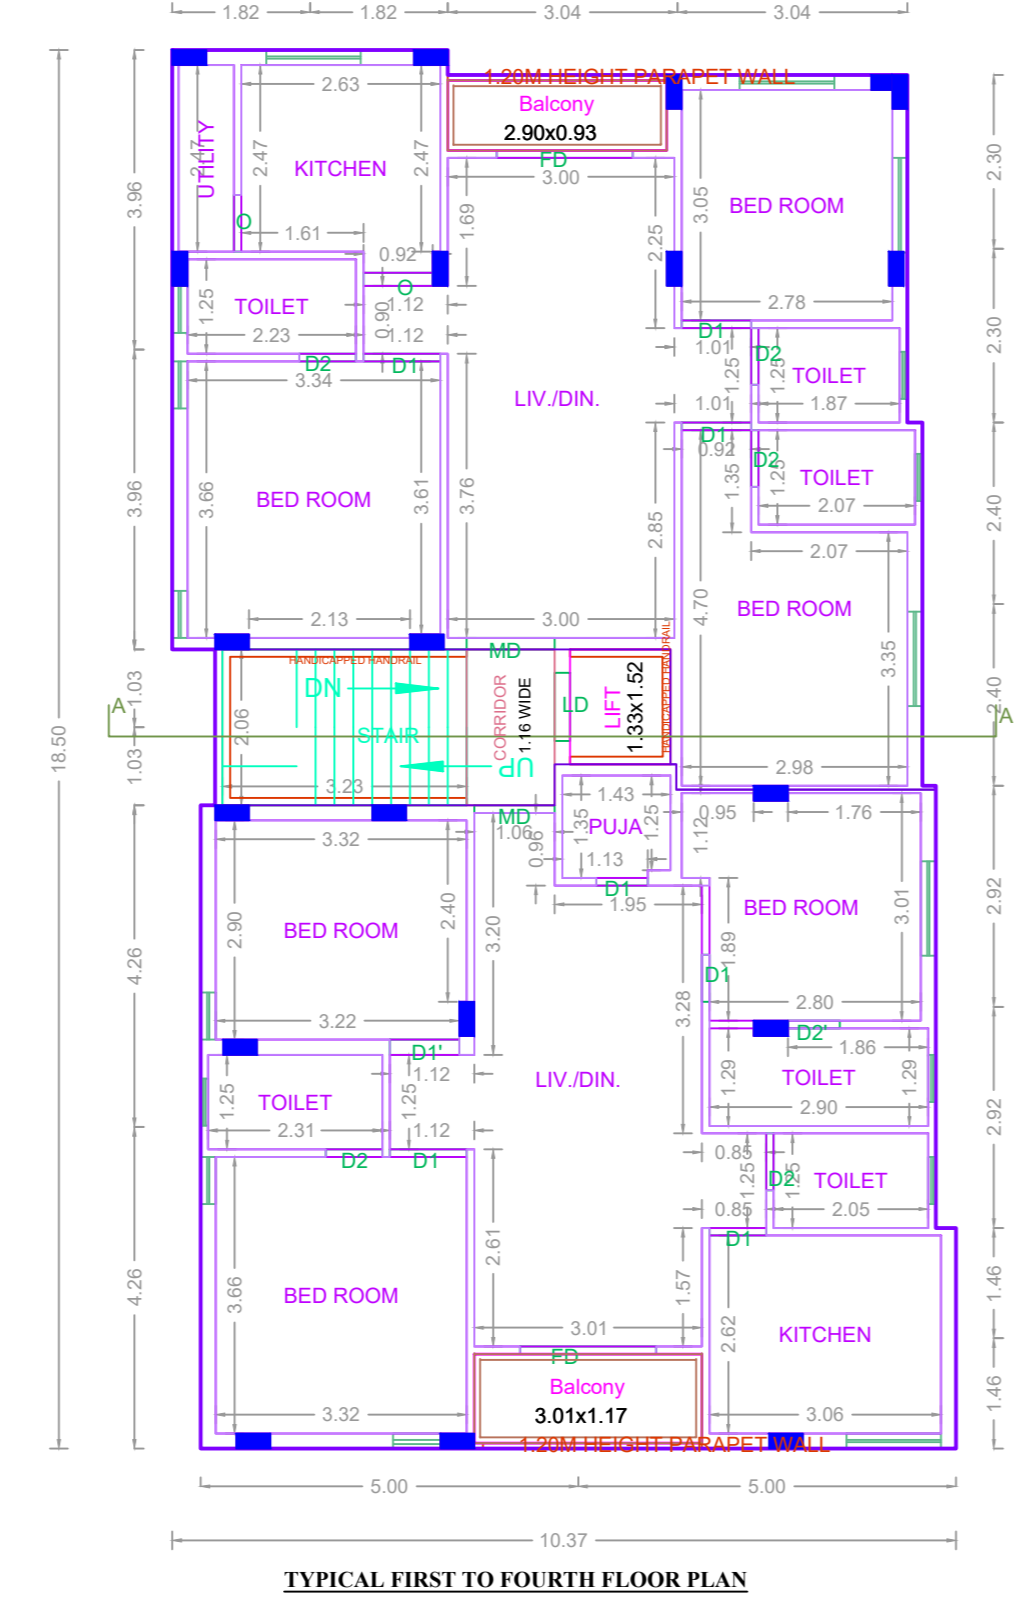 1.82 1.82 3.04 3.04
1.20M HEIGHT PARAPET WALL
2.63
Balcony
2.90x0.93
UTILITY
2.47
2.47
KITCHEN
2.47
FD
3.00
3.05
BED ROOM
2.30
3.96
O
1.61
1.69
2.25
0.92
1.25
TOILET
O
0.90
1.12
2.78
2.23
1.12
D1
1.01
D2
2.30
D2
D1
1.25
1.25
TOILET
3.34
LIV./DIN.
1.01
1.87
D1
0.92
D2
3.96
3.66
BED ROOM
3.61
3.76
2.85
1.35
1.25
TOILET
2.07
2.40
2.07
2.13
3.00
4.70
BED ROOM
3.35
HANDICAPPED HANDRAIL
MD
HANDICAPPED HANDRAIL
1.03
DN
CORRIDOR
1.16 WIDE
LD
LIFT
1.33x1.52
2.40
A
A
18.50
2.06
STAIR
1.03
UP
2.98
3.23
1.43
MD
1.06
1.35
PUJA
1.25
0.95
1.76
3.32
0.96
1.13
1.12
D1
2.90
BED ROOM
2.40
3.20
1.95
BED ROOM
3.01
2.92
4.26
1.89
D1
3.22
3.28
2.80
D1'
D2'
1.12
1.86
1.25
TOILET
1.25
LIV./DIN.
1.29
TOILET
1.29
2.31
1.12
2.90
2.92
D2
D1
0.85
1.25
D2
1.25
TOILET
0.85
2.05
D1
4.26
3.66
BED ROOM
2.61
1.57
1.46
3.01
2.62
KITCHEN
FD
Balcony
3.01x1.17
3.32
3.06
1.46
1.20M HEIGHT PARAPET WALL
5.00 5.00
10.37
TYPICAL FIRST TO FOURTH FLOOR PLAN